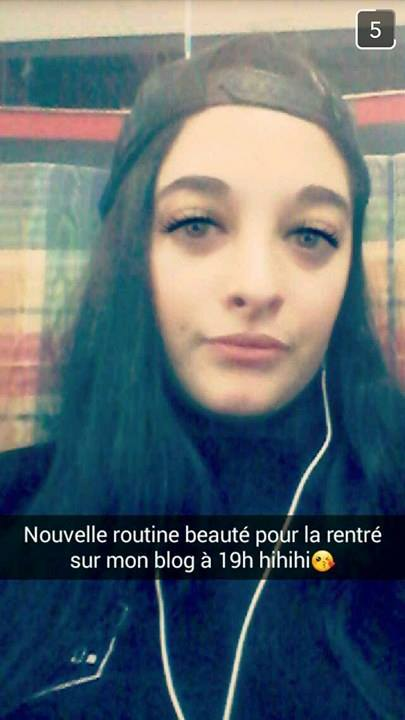 5
Nouvelle routine beauté pour la rentré
sur mon blog à 19h hihihi😘